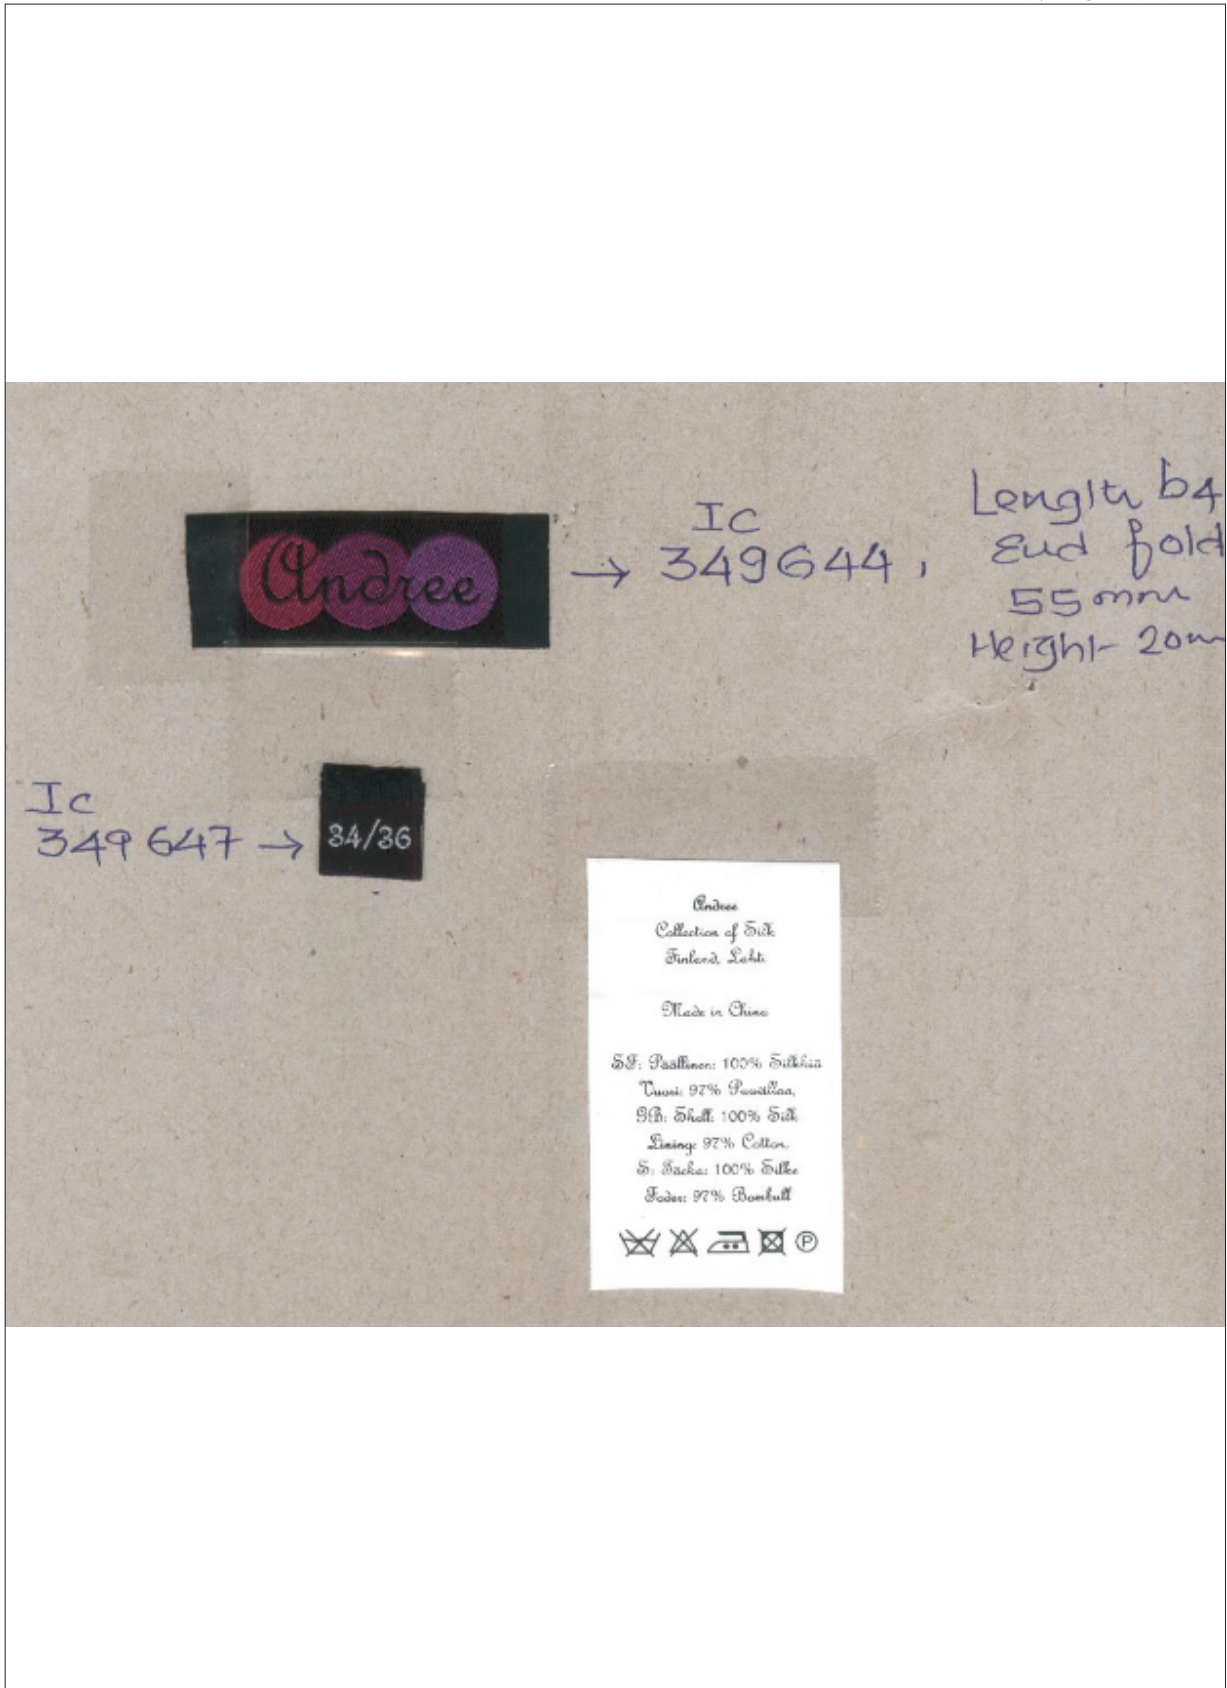 Andree
Ic
349644,
Length b4
End fold
55mm
Height- 20m
Ic
349647
34/36
Andree
Collection of Silk
Finland, Lahti
Made in China
SF: Päällinen: 100% Silkkiä
Vuori: 97% Puuvillaa,
GB: Shell: 100% Silk
Lining: 97% Cotton,
S: Täcka: 100% Silke
Foder: 97% Bombull
P